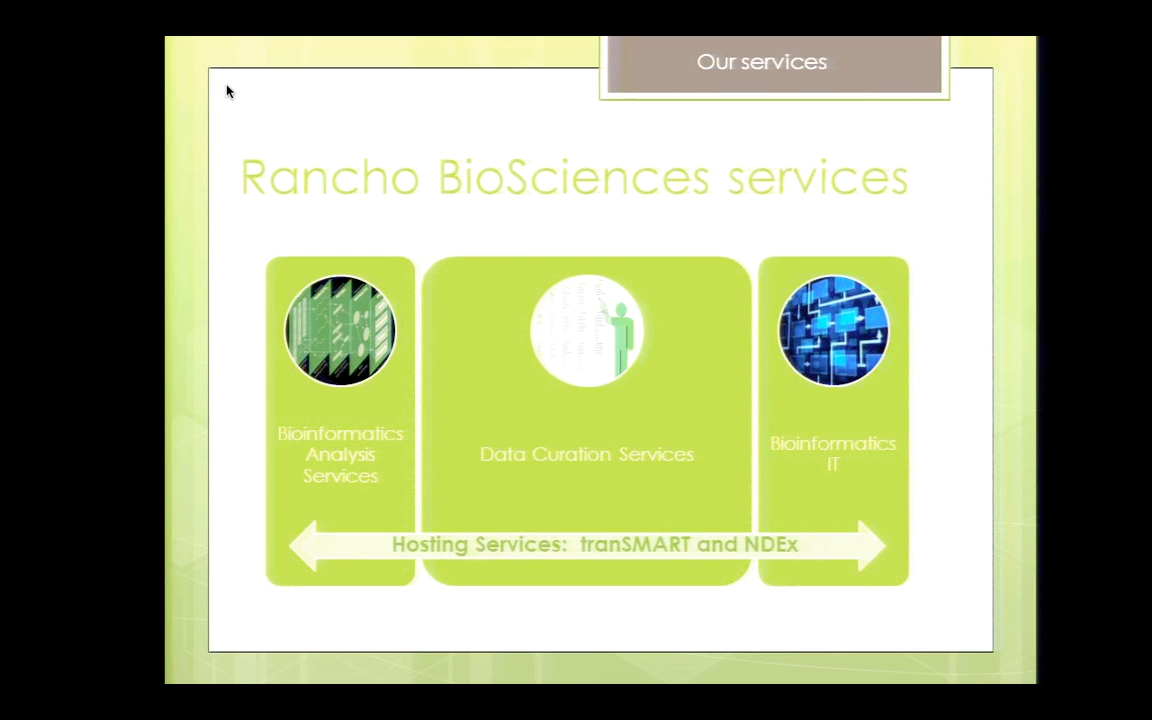 Our services
Rancho BioSciences services
Bioinformatics
Analysis
Services
Data Curation Services
Bioinformatics
IT
Hosting Services: tranSMART and NDEx